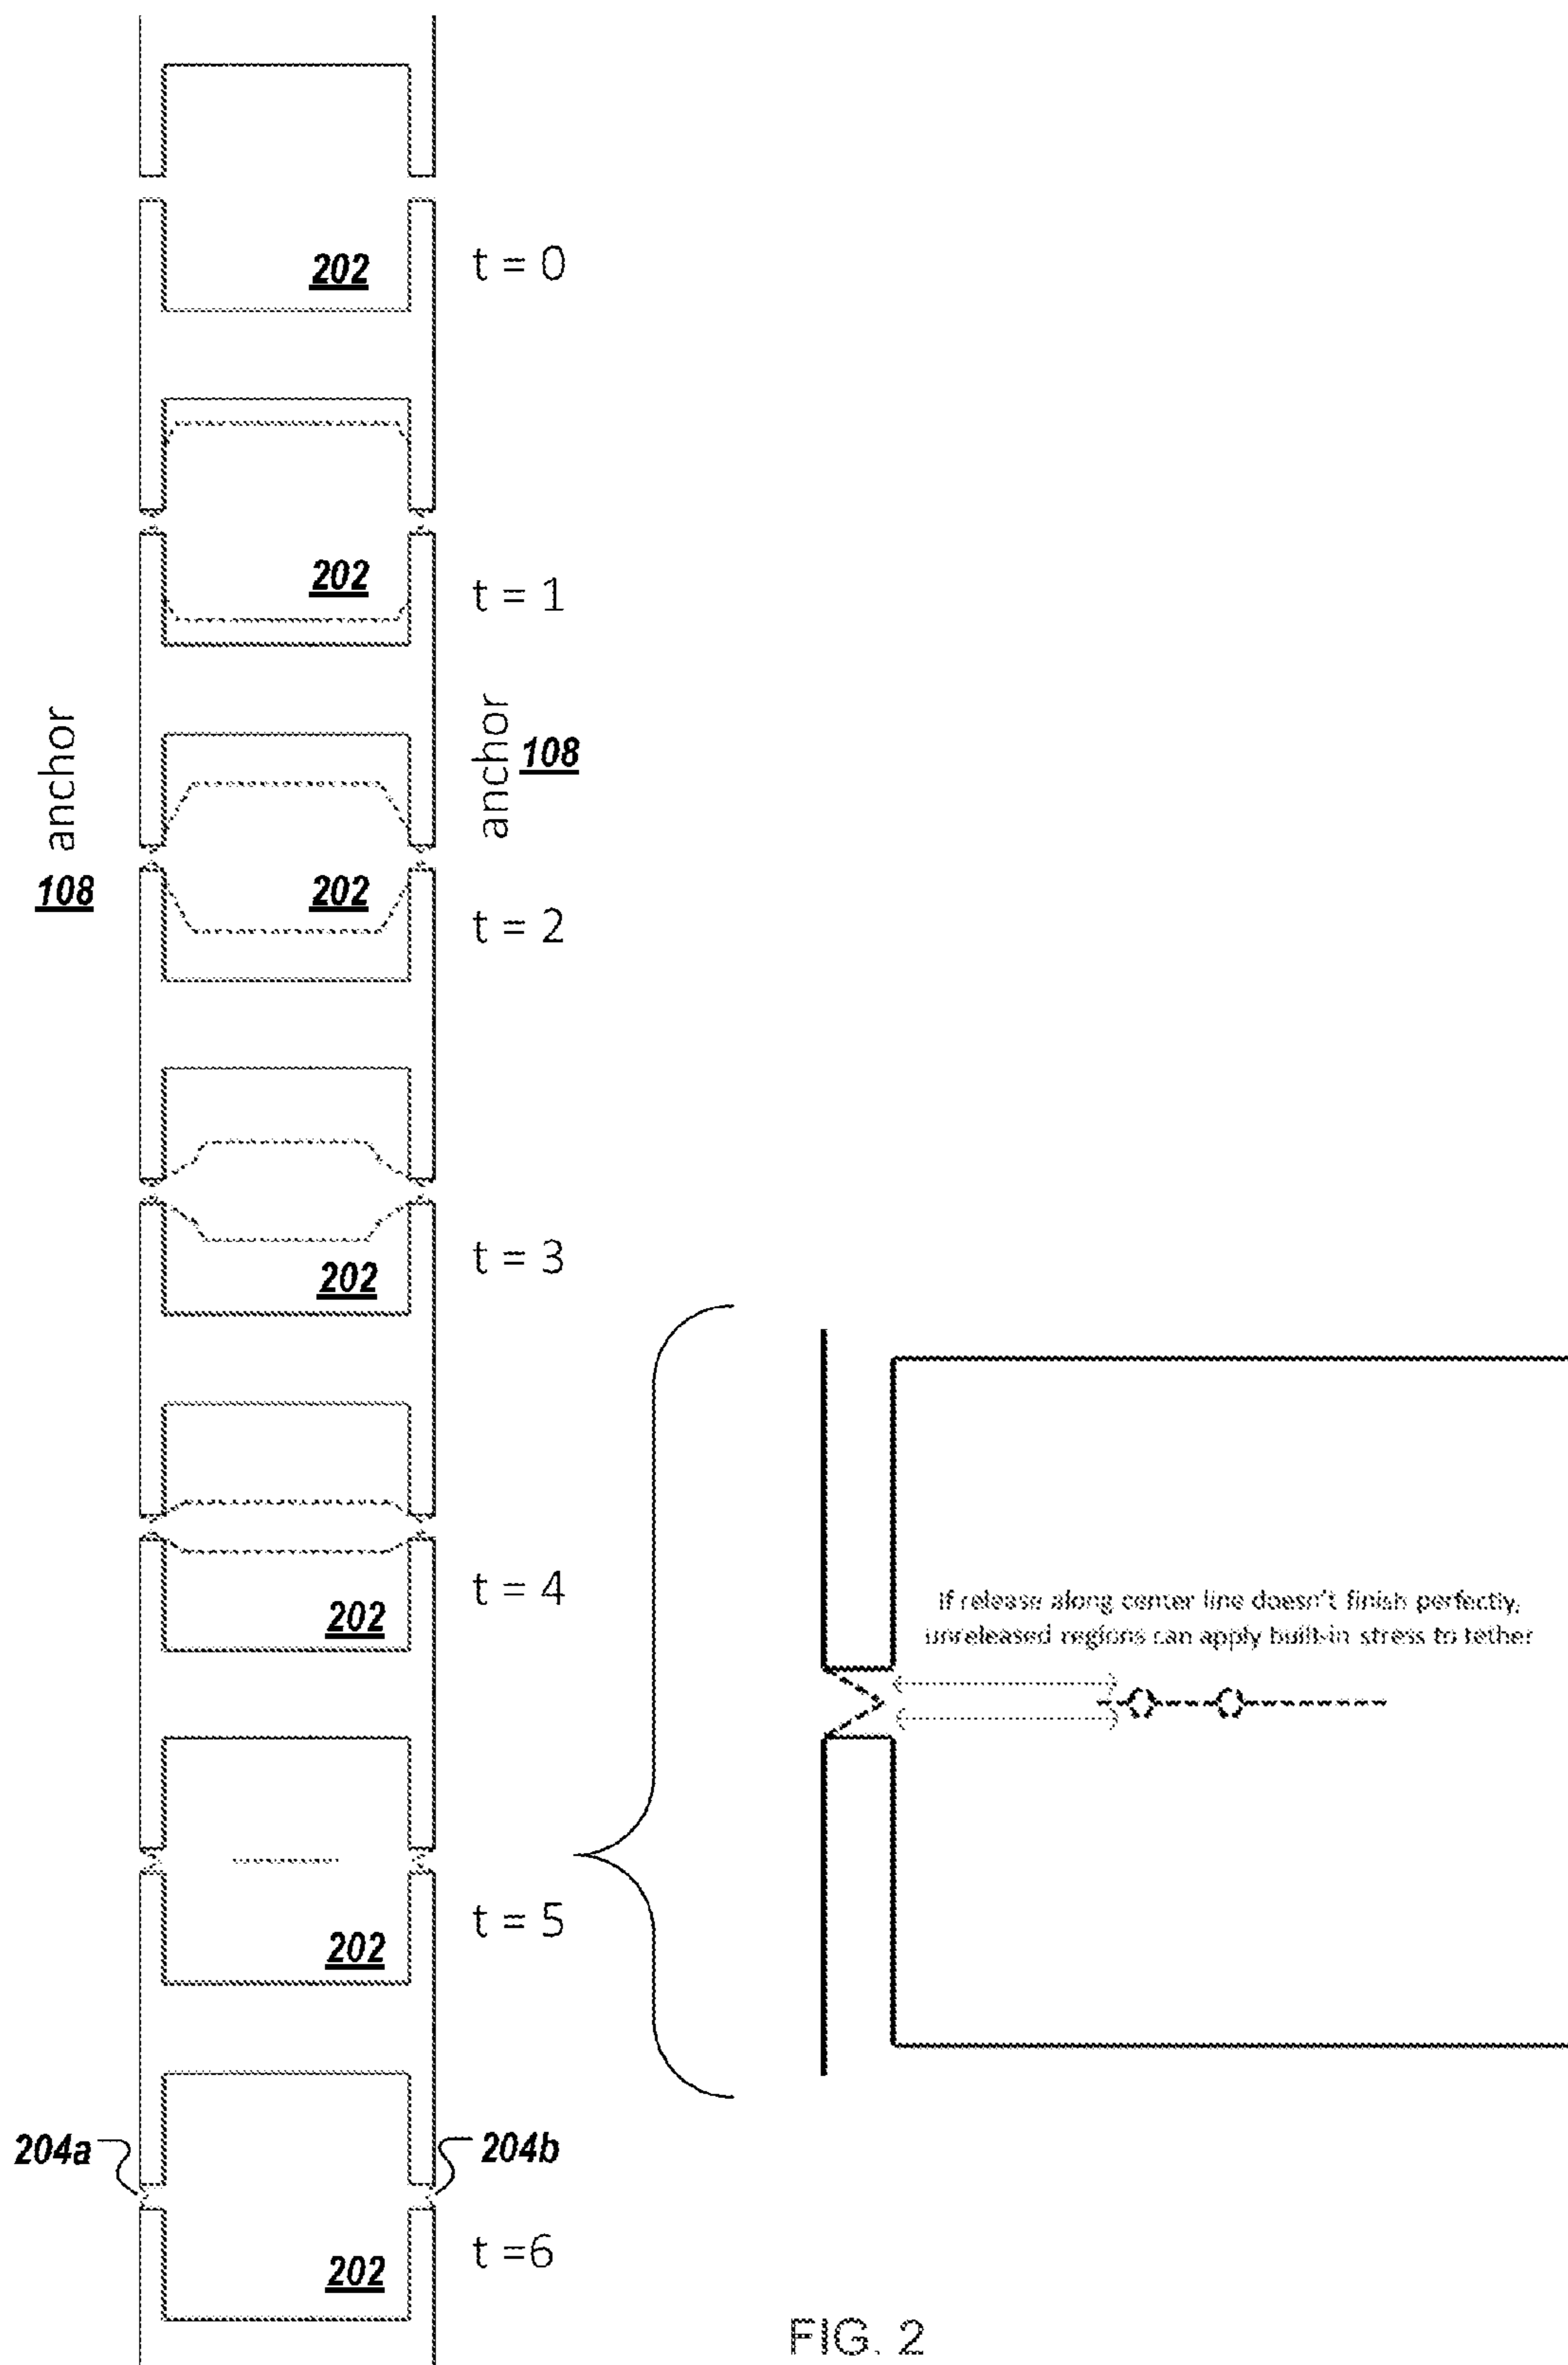 202
t = 0
202
t = 1
anchor
108
anchor
108
202
t = 2
202
t = 3
202
t = 4
If release along center line doesn't finish perfectly,
unreleased regions can apply built-in stress to tether
202
t = 5
204a
204b
202
t =6
FIG. 2